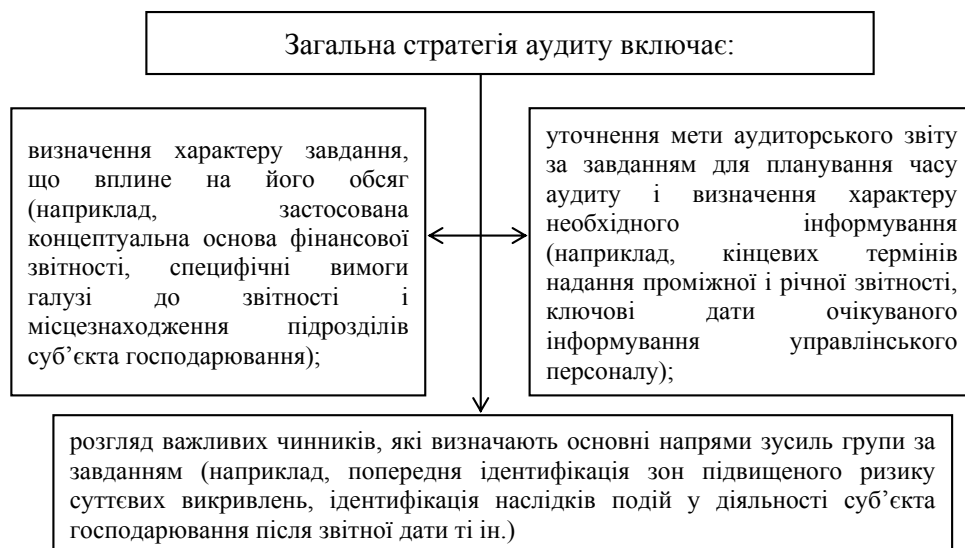 Загальна стратегія аудиту включає:
визначення характеру завдання,
що вплине на його обсяг
(наприклад, застосована
концептуальна основа фінансової
звітності, специфічні вимоги
галузі до звітності і
місцезнаходження підрозділів
суб’єкта господарювання);
уточнення мети аудиторського звіту
за завданням для планування часу
аудиту і визначення характеру
необхідного інформування
(наприклад, кінцевих термінів
надання проміжної і річної звітності,
ключові дати очікуваного
інформування управлінського
персоналу);
розгляд важливих чинників, які визначають основні напрями зусиль групи за
завданням (наприклад, попередня ідентифікація зон підвищеного ризику
суттєвих викривлень, ідентифікація наслідків подій у діяльності суб’єкта
господарювання після звітної дати ті ін.)